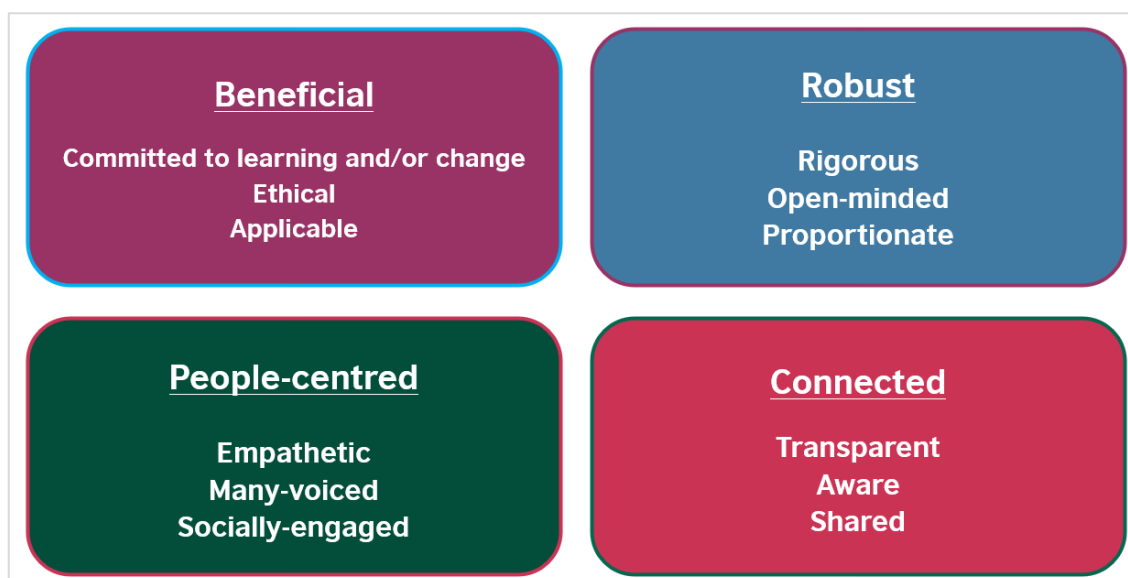 Beneficial
Committed to learning and/or change
Ethical
Applicable
Robust
Rigorous
Open-minded
Proportionate
People-centred
Empathetic
Many-voiced
Socially-engaged
Connected
Transparent
Aware
Shared